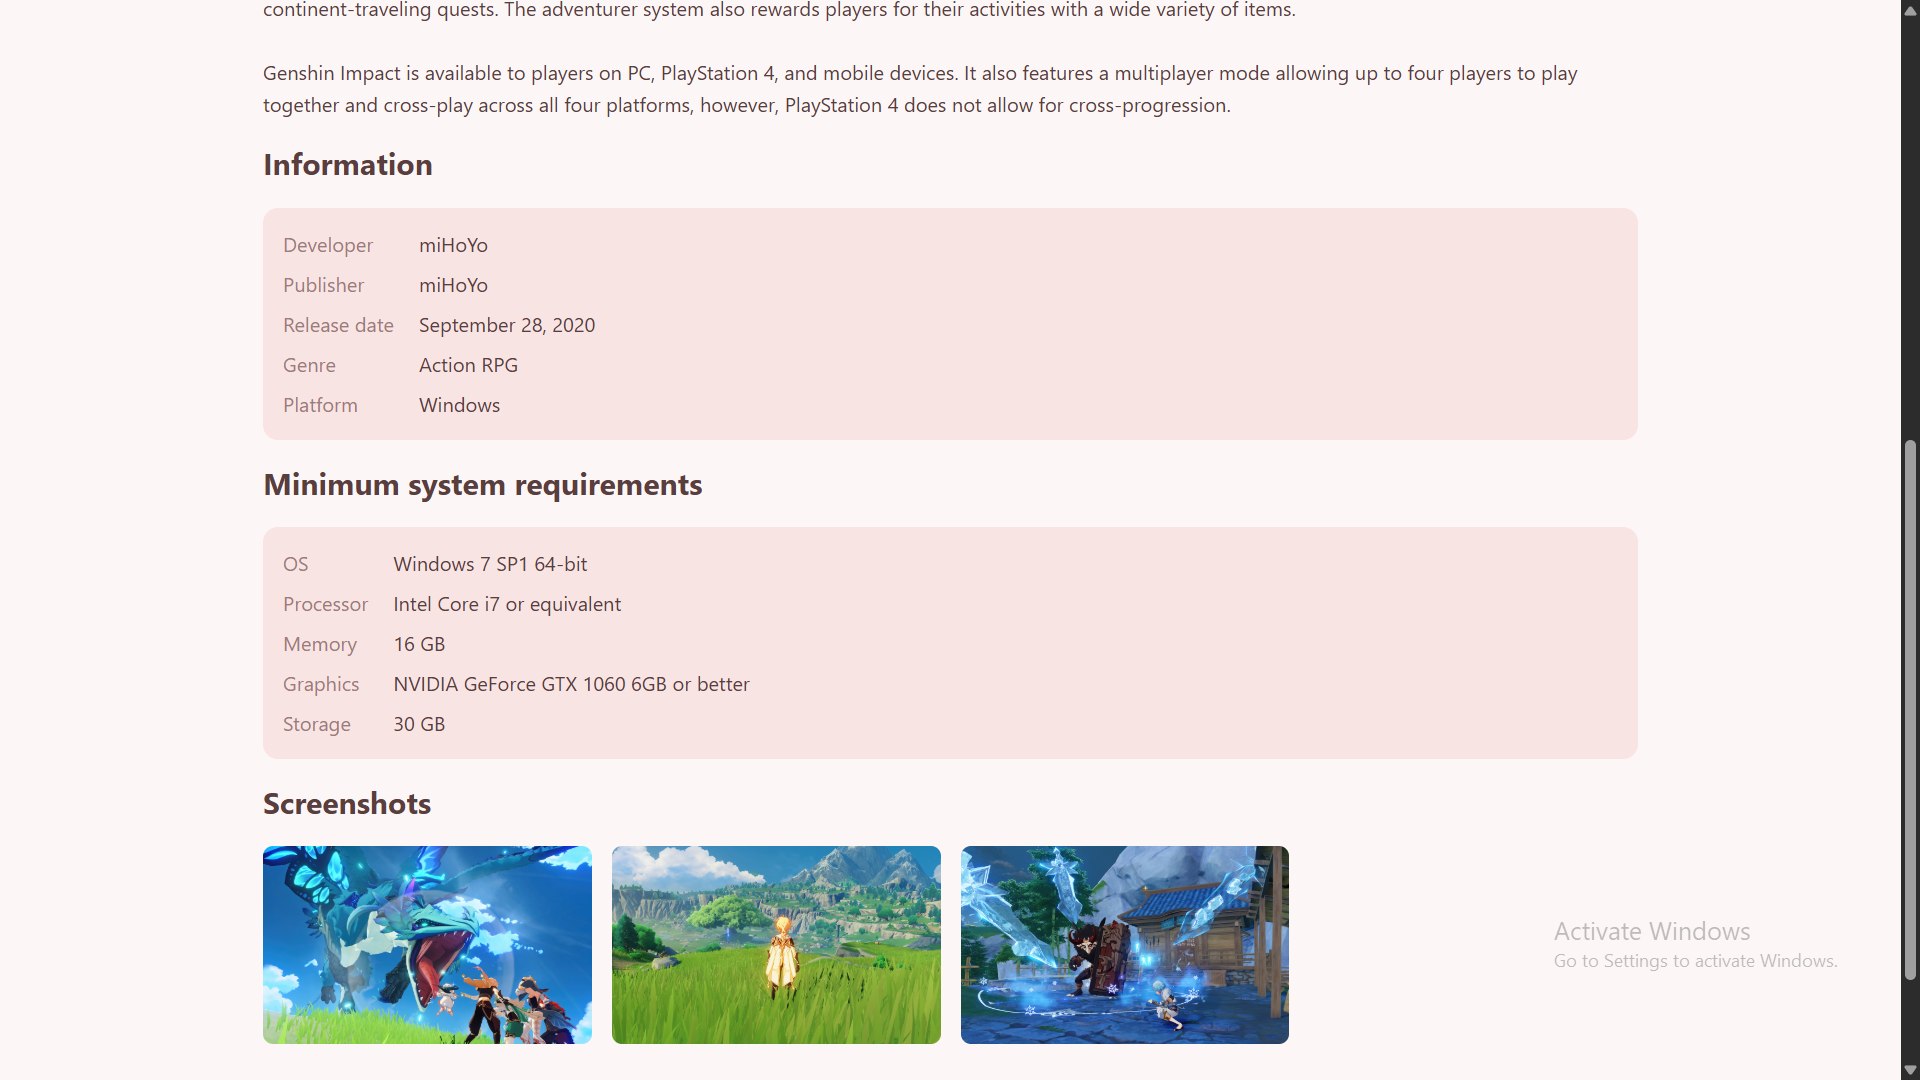 continent-traveling quests. The adventurer system also rewards players for their activities with a wide variety of items.
Genshin Impact is available to players on PC, PlayStation 4, and mobile devices. It also features a multiplayer mode allowing up to four players to play
together and cross-play across all four platforms, however, PlayStation 4 does not allow for cross-progression.
Information
Developer miHoYo
Publisher miHoYo
Release date September 28, 2020
Genre Action RPG
Platform Windows
Minimum system requirements
OS Windows 7 SP1 64-bit
Processor Intel Core i7 or equivalent
Memory 16 GB
Graphics NVIDIA GeForce GTX 1060 6GB or better
Storage 30 GB
Screenshots
Activate Windows
Go to Settings to activate Windows.